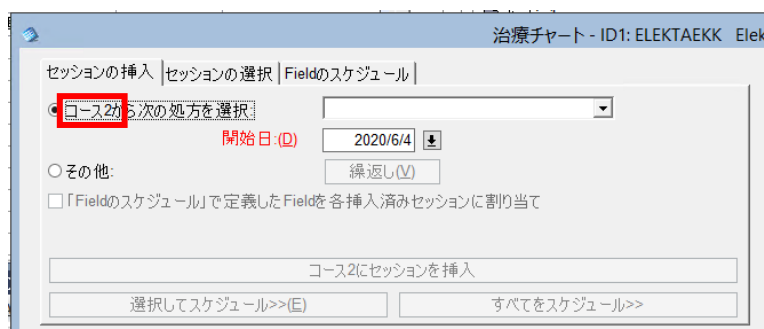 治療チャート - ID1: ELEKTAEKK Elek
セッションの挿入 セッションの選択 Fieldのスケジュール
コース2から次の処方を選択:
開始日:(D) 2020/6/4
その他: 繰返し(V)
「Fieldのスケジュール」で定義したFieldを各挿入済みセッションに割り当て
コース2にセッションを挿入
選択してスケジュール>>(E) すべてをスケジュール>>